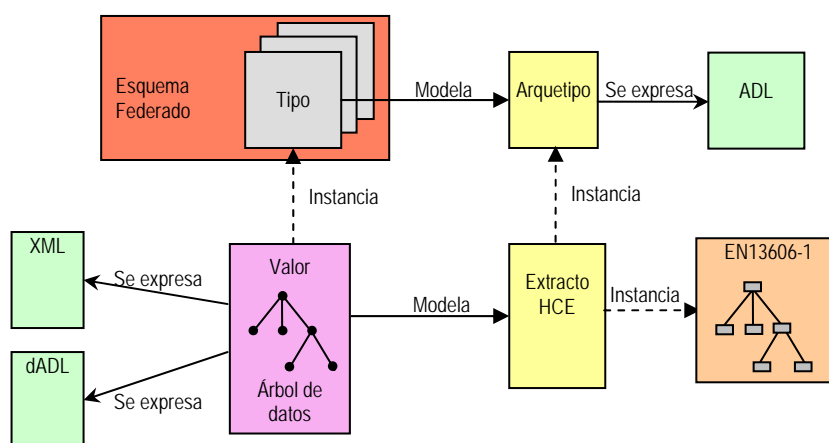 Esquema
Federado
Tipo
Modela
Arquetipo
Se expresa
ADL
Instancia
Instancia
XML
Se expresa
Valor
Árbol de
datos
Modela
Extracto
HCE
Instancia
EN13606-1
dADL
Se expresa